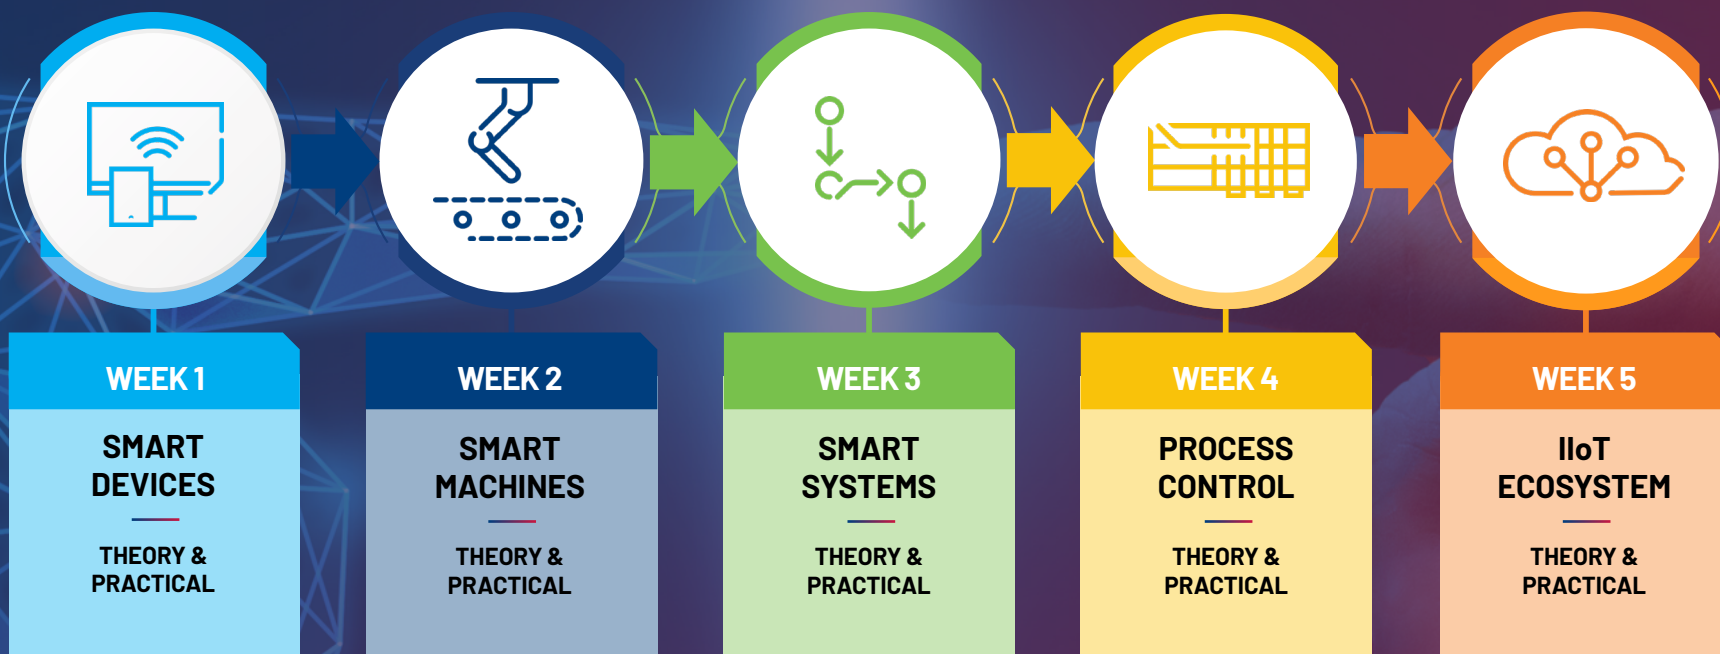 WEEK 1
SMART
DEVICES
THEORY &
PRACTICAL
WEEK 2
SMART
MACHINES
THEORY &
PRACTICAL
WEEK 3
SMART
SYSTEMS
THEORY &
PRACTICAL
WEEK 4
PROCESS
CONTROL
THEORY &
PRACTICAL
WEEK 5
IIoT
ECOSYSTEM
THEORY &
PRACTICAL